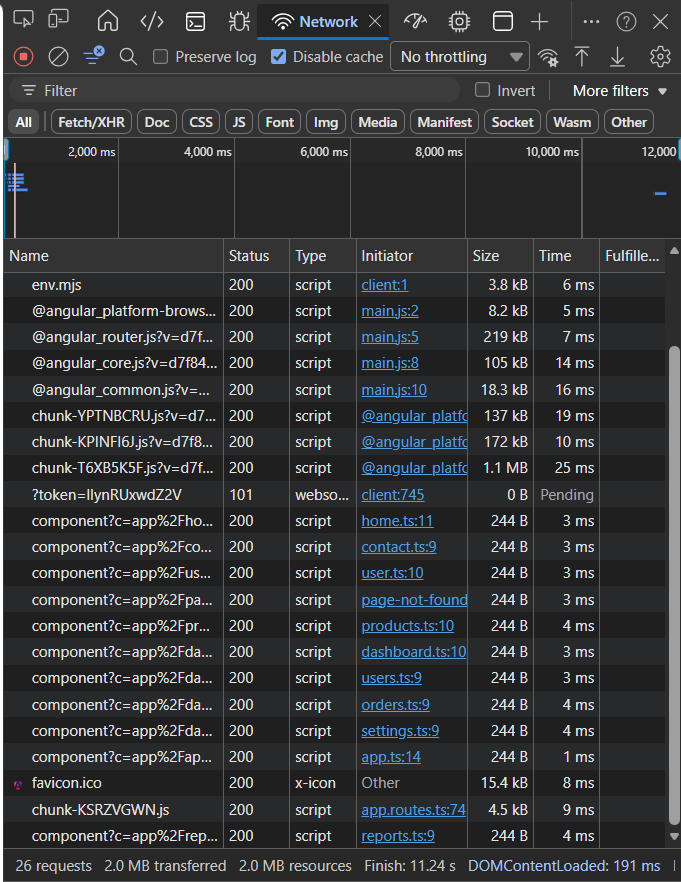 Network
Preserve log Disable cache No throttling
Filter Invert More filters
All Fetch/XHR Doc CSS JS Font Img Media Manifest Socket Wasm Other
2,000 ms 4,000 ms 6,000 ms 8,000 ms 10,000 ms 12,000
Name Status Type Initiator Size Time Fulfille...
env.mjs 200 script client:1 3.8 kB 6 ms
@angular_platform-brows... 200 script main.js:2 8.2 kB 5 ms
@angular_router.js?v=d7f... 200 script main.js:5 219 kB 7 ms
@angular_core.js?v=d7f84... 200 script main.js:8 105 kB 14 ms
@angular_common.js?v=... 200 script main.js:10 18.3 kB 16 ms
chunk-YPTNBCRU.js?v=d7... 200 script @angular_platfo 137 kB 19 ms
chunk-KPINFI6J.js?v=d7f8... 200 script @angular_platfo 172 kB 10 ms
chunk-T6XB5K5F.js?v=d7f... 200 script @angular_platfo 1.1 MB 25 ms
?token=IlynRUxwdZ2V 101 webso... client:745 0 B Pending
component?c=app%2Fho... 200 script home.ts:11 244 B 3 ms
component?c=app%2Fco... 200 script contact.ts:9 244 B 3 ms
component?c=app%2Fus... 200 script user.ts:10 244 B 3 ms
component?c=app%2Fpa... 200 script page-not-found 244 B 3 ms
component?c=app%2Fpr... 200 script products.ts:10 244 B 4 ms
component?c=app%2Fda... 200 script dashboard.ts:10 244 B 3 ms
component?c=app%2Fda... 200 script users.ts:9 244 B 3 ms
component?c=app%2Fda... 200 script orders.ts:9 244 B 4 ms
component?c=app%2Fda... 200 script settings.ts:9 244 B 4 ms
component?c=app%2Fap... 200 script app.ts:14 244 B 1 ms
favicon.ico 200 x-icon Other 15.4 kB 8 ms
chunk-KSRZVGWN.js 200 script app.routes.ts:74 4.5 kB 9 ms
component?c=app%2Frep... 200 script reports.ts:9 244 B 4 ms
26 requests 2.0 MB transferred 2.0 MB resources Finish: 11.24 s DOMContentLoaded: 191 ms